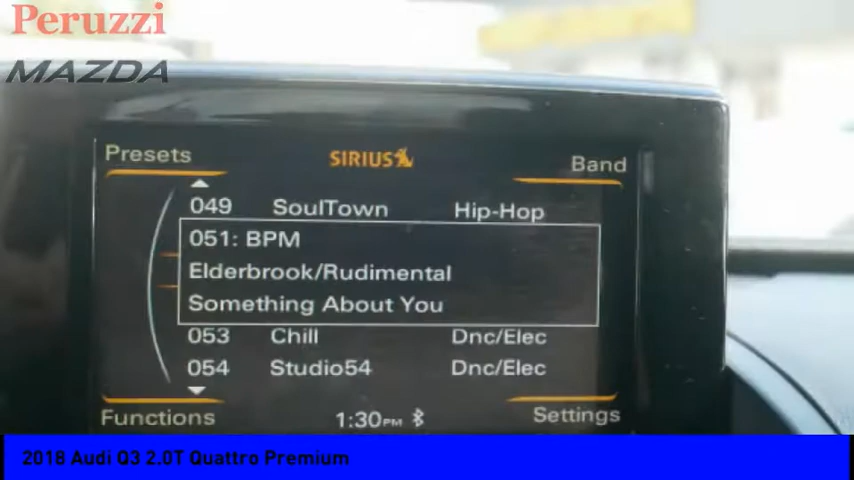 Peruzzi
MAZDA
Presets SIRIUS Band
049 SoulTown Hip-Hop
051: BPM
Elderbrook/Rudimental
Something About You
053 Chill Dnc/Elec
054 Studio54 Dnc/Elec
Functions 1:30PM Settings
2018 Audi Q3 2.0T Quattro Premium